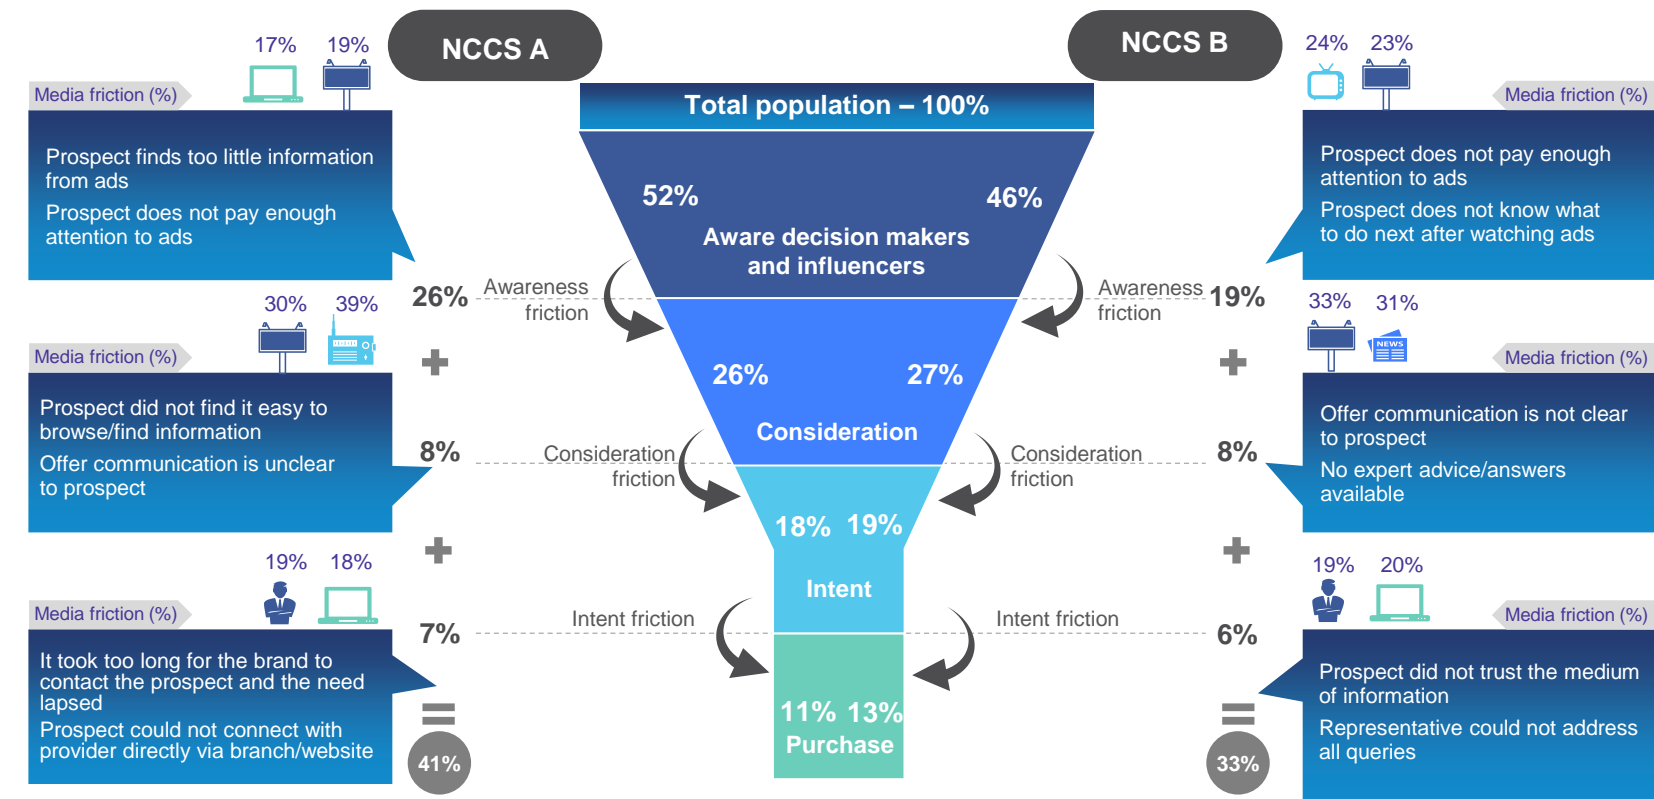 NCCS A
NCCS B
17%
19%
Media friction (%)
Prospect finds too little information
from ads
Prospect does not pay enough
attention to ads
30%
39%
Media friction (%)
Prospect did not find it easy to
browse/find information
Offer communication is unclear
to prospect
19%
18%
Media friction (%)
It took too long for the brand to
contact the prospect and the need
lapsed
Prospect could not connect with
provider directly via branch/website
26%
8%
7%
41%
Total population – 100%
52%
46%
Aware decision makers
and influencers
Awareness
friction
Awareness
friction
26%
27%
Consideration
Consideration
friction
Consideration
friction
18%
19%
Intent
Intent friction
Intent friction
11%
13%
Purchase
19%
8%
6%
33%
24%
23%
Media friction (%)
Prospect does not pay enough
attention to ads
Prospect does not know what
to do next after watching ads
33%
31%
NEWS
Media friction (%)
Offer communication is not clear
to prospect
No expert advice/answers
available
19%
20%
Media friction (%)
Prospect did not trust the medium
of information
Representative could not address
all queries